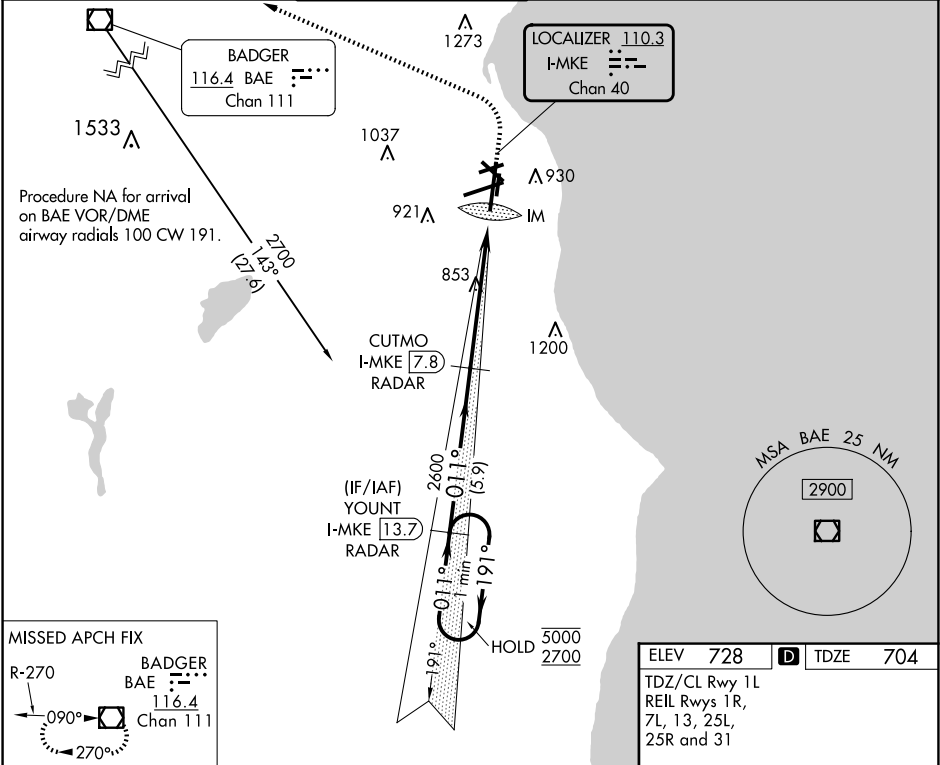 1273
LOCALIZER 110.3
I-MKE
Chan 40
BADGER
116.4 BAE
Chan 111
1533
1037
930
Procedure NA for arrival
on BAE VOR/DME
airway radials 100 CW 191.
921
IM
2700
143°
(27.6)
853
1200
CUTMO
I-MKE 7.8
RADAR
2600
011°
(5.9)
(IF/IAF)
YOUNT
I-MKE 13.7
RADAR
011°
1 min
191°
191°
HOLD 5000
2700
MSA BAE 25 NM
2900
MISSED APCH FIX
R-270
BADGER
BAE
116.4
Chan 111
090°
270°
ELEV 728 D TDZE 704
TDZ/CL Rwy 1L
REIL Rwys 1R,
7L, 13, 25L,
25R and 31